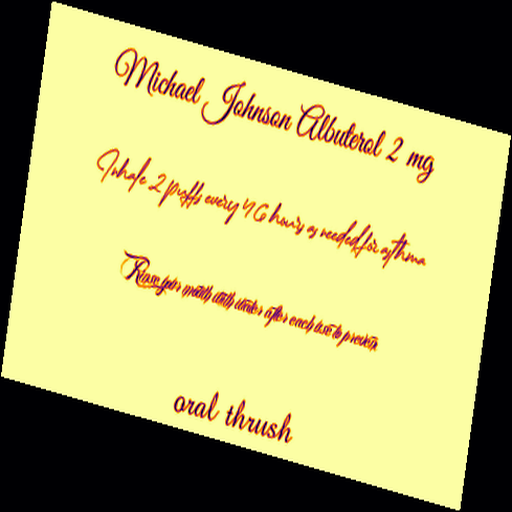 Michael Johnson Albuterol 2 mg
Inhale 2 puffs every 4 6 hours as needed for asthma
Rinse your mouth with water after each use to prevent
oral thrush